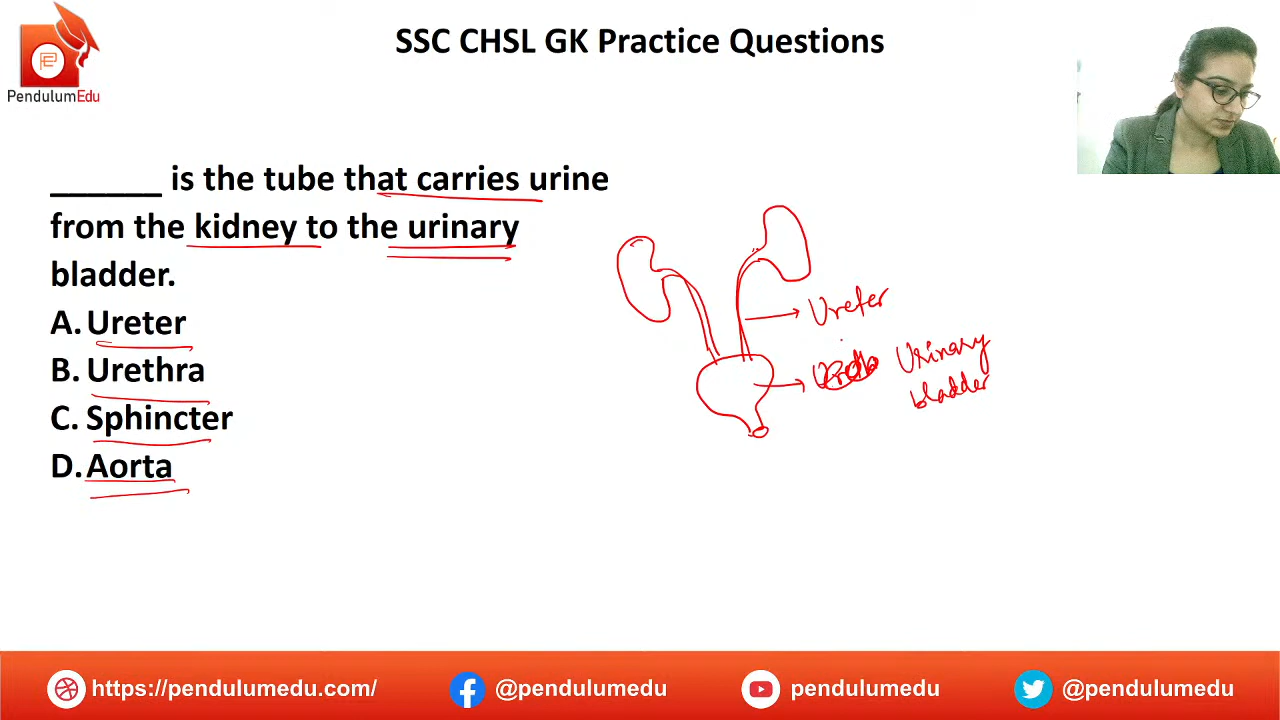 SSC CHSL GK Practice Questions
PendulumEdu
______ is the tube that carries urine
from the kidney to the urinary
bladder.
A. Ureter
B. Urethra
C. Sphincter
D. Aorta
Ureter
Urinary
bladder
https://pendulumedu.com/
@pendulumedu
pendulumedu
@pendulumedu